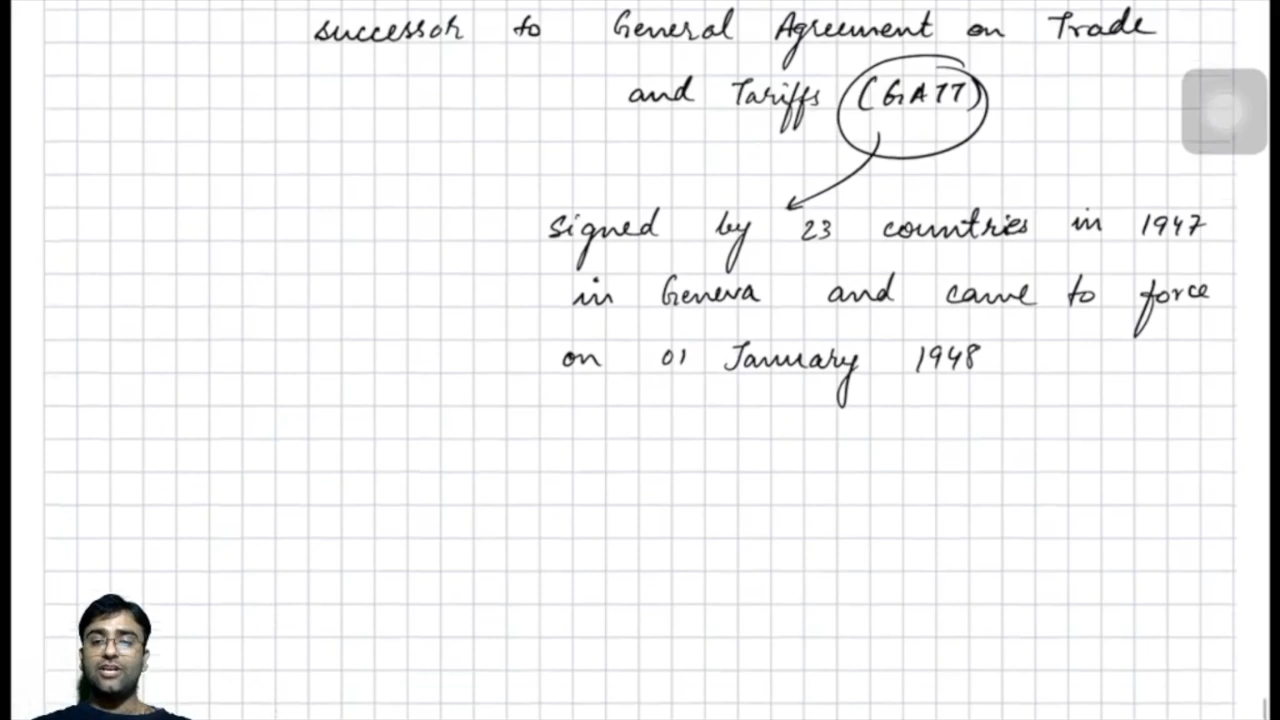 successor to General Agreement on Trade
and Tariffs (GATT)
signed by 23 countries in 1947
in Geneva and came to force
on 01 January 1948